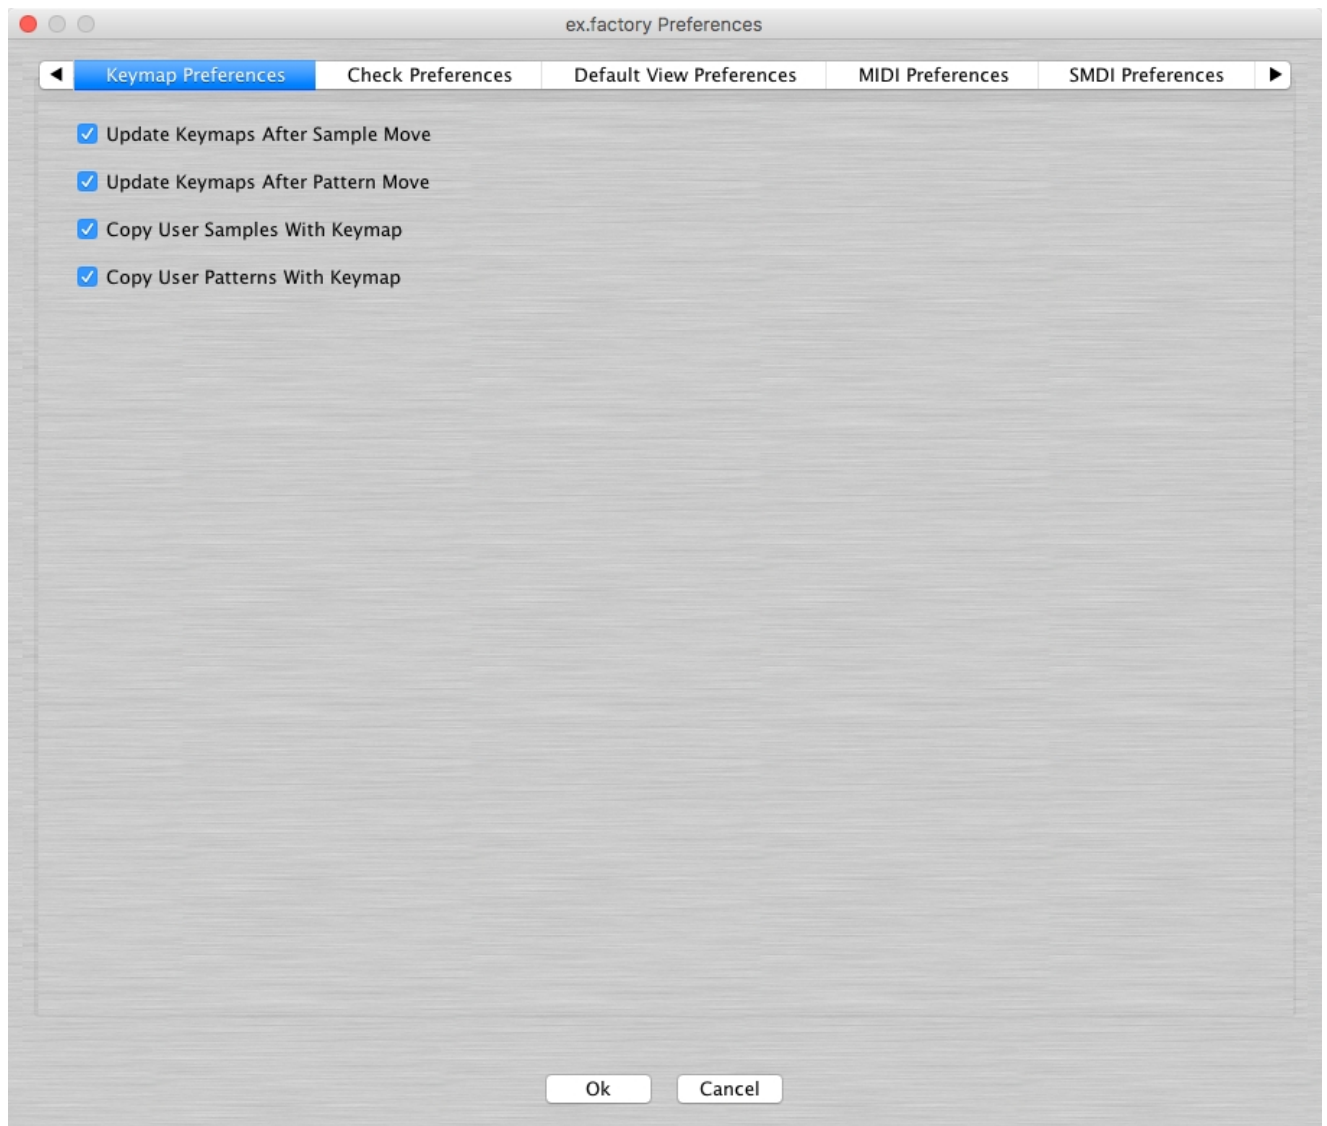 ex.factory Preferences
Keymap Preferences Check Preferences Default View Preferences MIDI Preferences SMDI Preferences
Update Keymaps After Sample Move
Update Keymaps After Pattern Move
Copy User Samples With Keymap
Copy User Patterns With Keymap
Ok Cancel